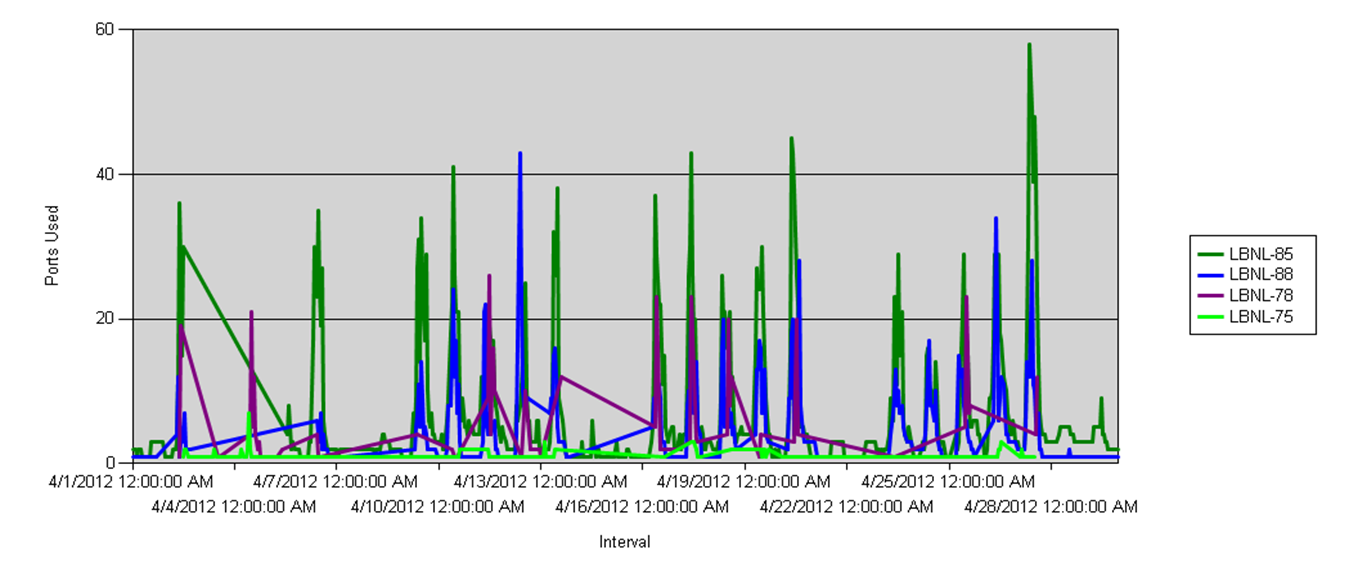 60
40
20
0
Ports Used
4/1/2012 12:00:00 AM
4/7/2012 12:00:00 AM
4/13/2012 12:00:00 AM
4/19/2012 12:00:00 AM
4/25/2012 12:00:00 AM
4/4/2012 12:00:00 AM
4/10/2012 12:00:00 AM
4/16/2012 12:00:00 AM
4/22/2012 12:00:00 AM
4/28/2012 12:00:00 AM
Interval
LBNL-85
LBNL-88
LBNL-78
LBNL-75